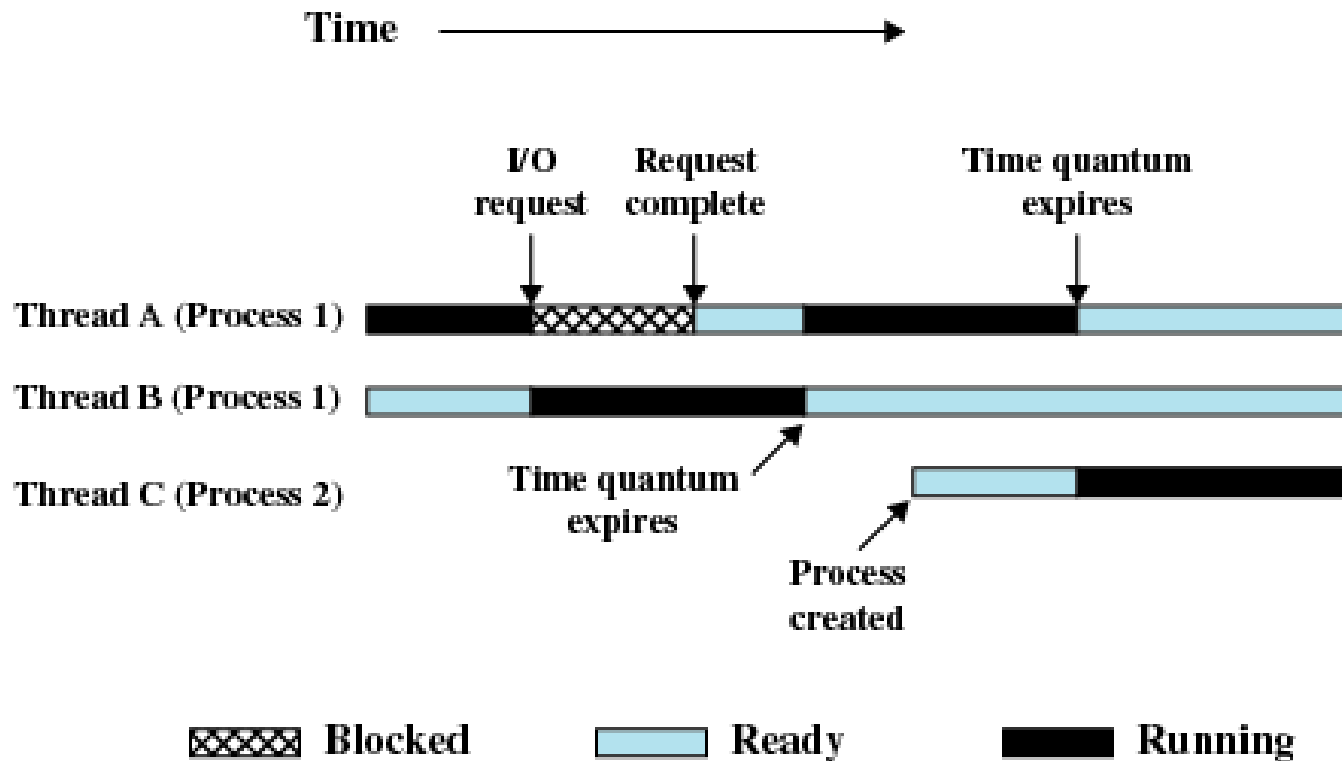 Time
I/O
request
Request
complete
Time quantum
expires
Thread A (Process 1)
Thread B (Process 1)
Thread C (Process 2)
Time quantum
expires
Process
created
Blocked
Ready
Running